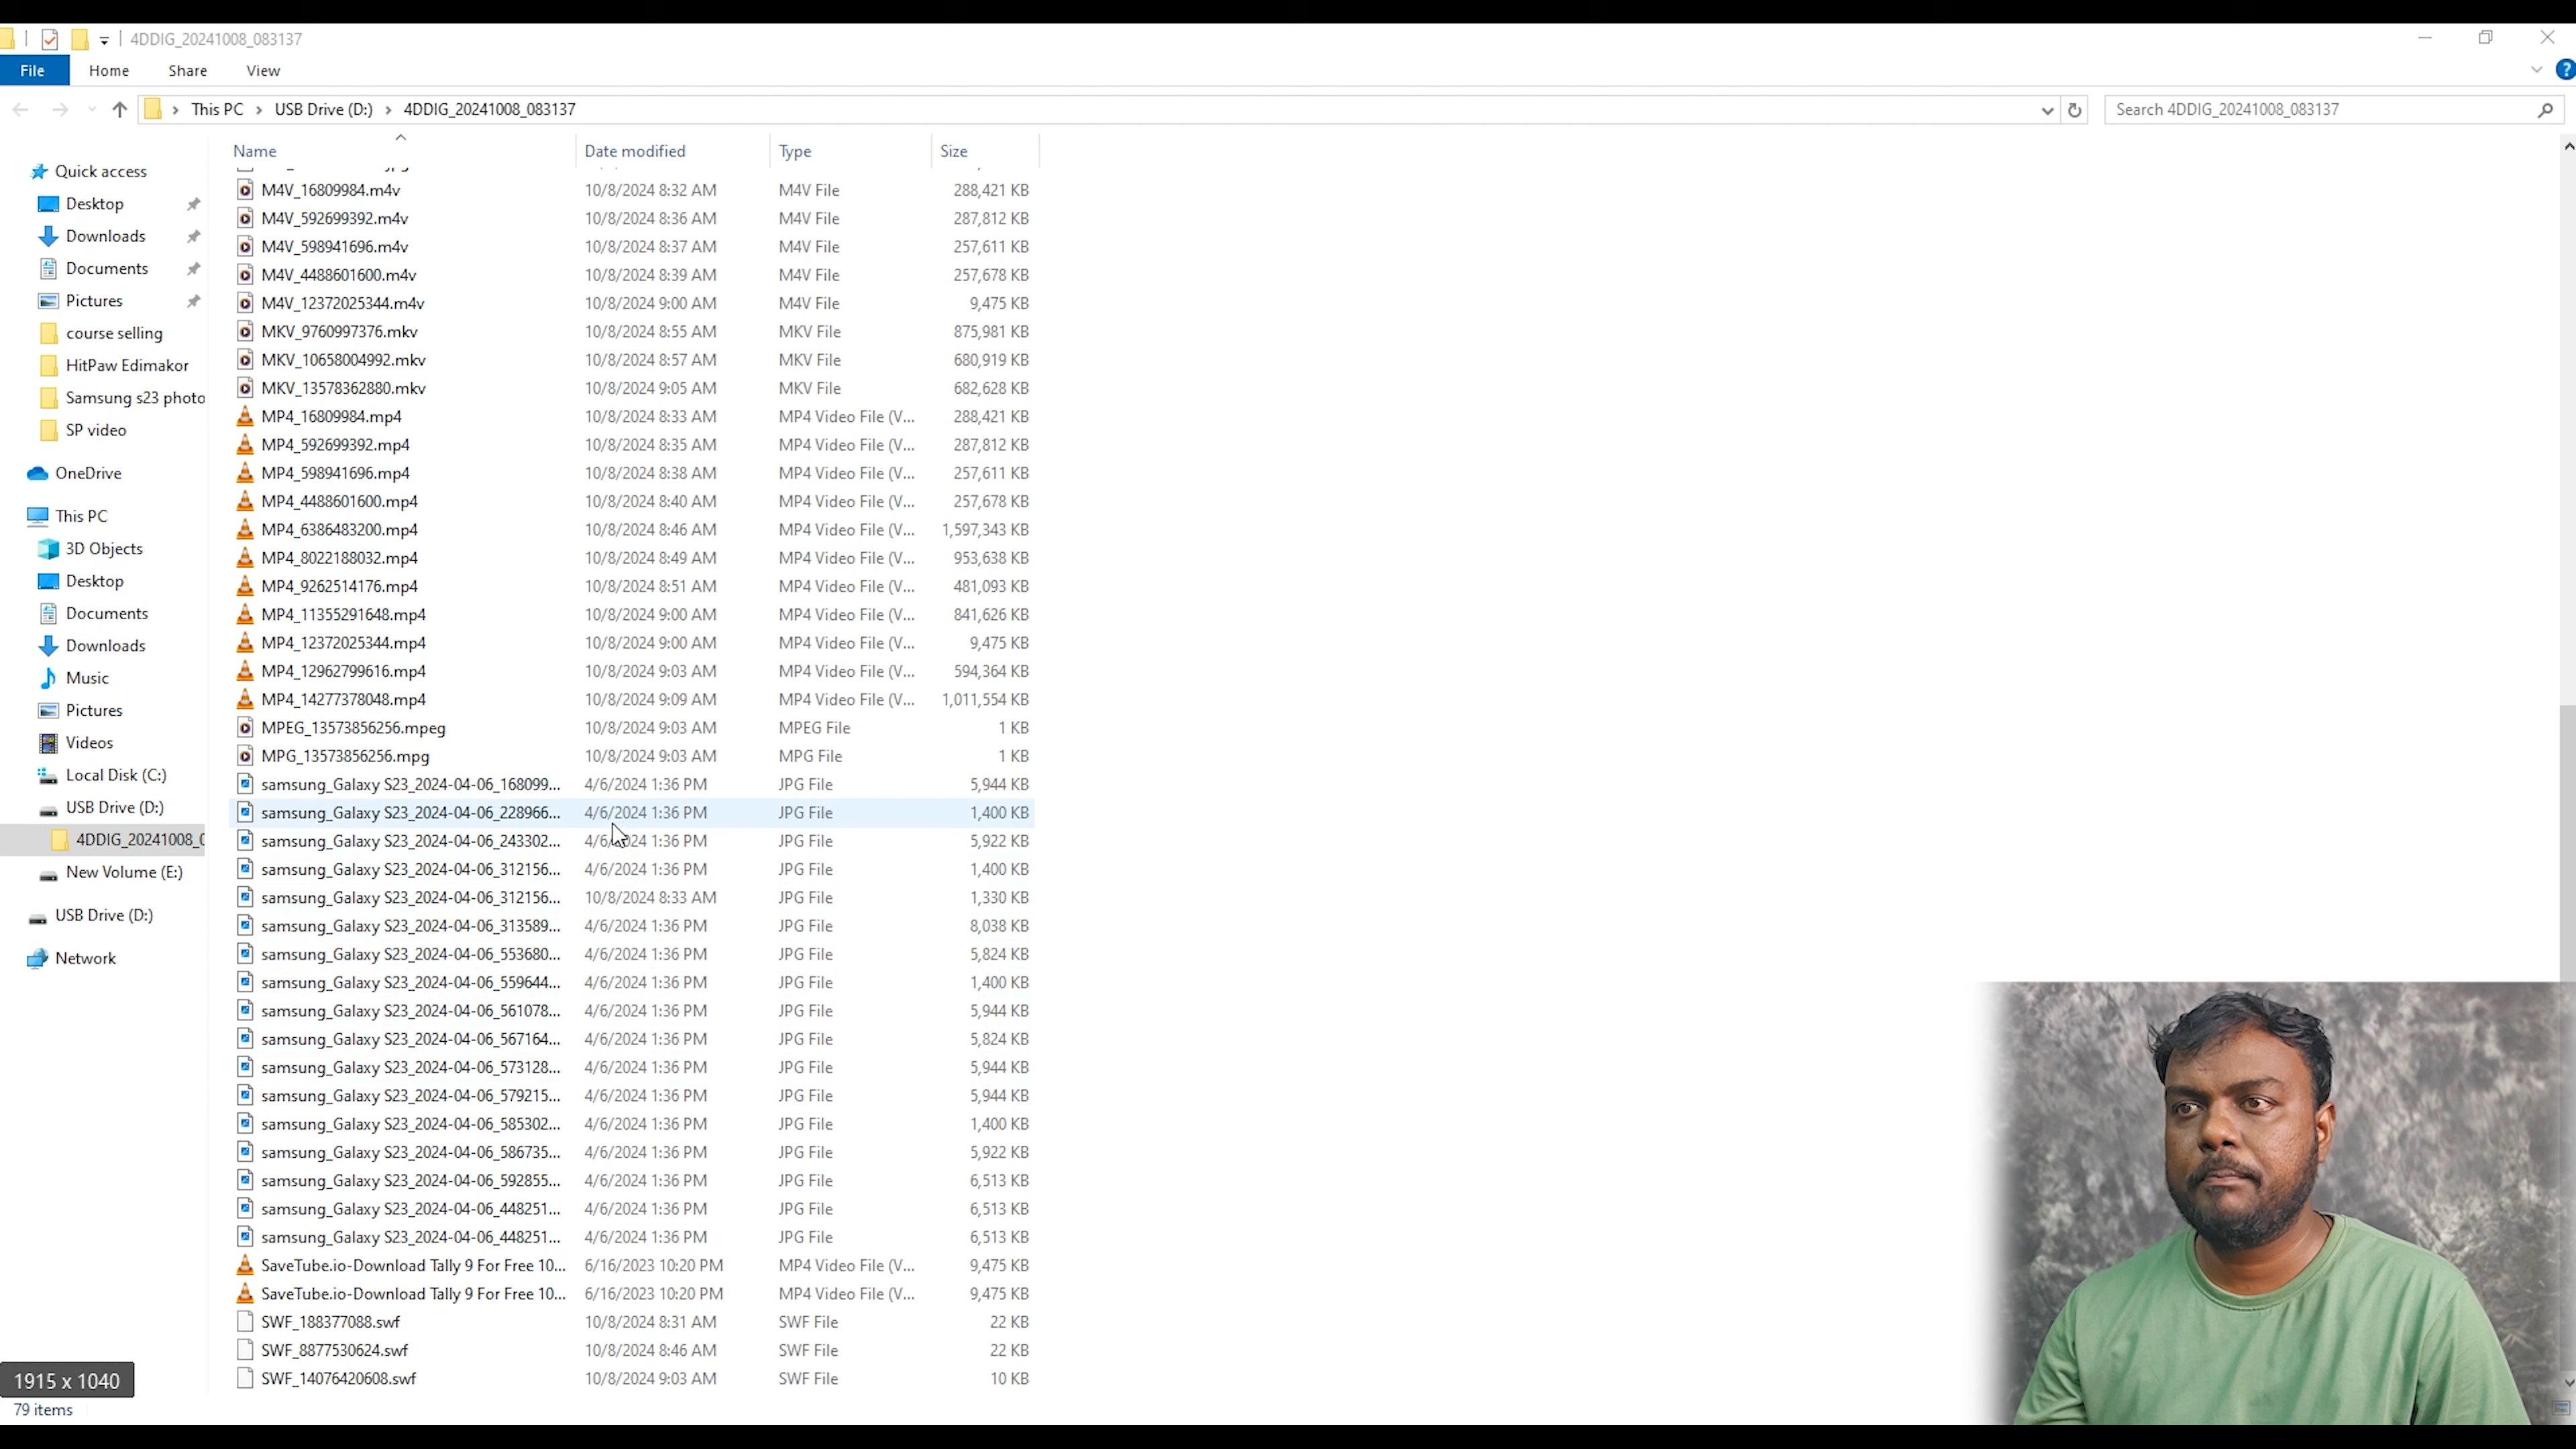 4DDIG_20241008_083137
File Home Share View
This PC USB Drive (D:) 4DDIG_20241008_083137
Search 4DDIG_20241008_083137
Quick access
Desktop
Downloads
Documents
Pictures
course selling
HitPaw Edimakor
Samsung s23 photo
SP video
OneDrive
This PC
3D Objects
Desktop
Documents
Downloads
Music
Pictures
Videos
Local Disk (C:)
USB Drive (D:)
4DDIG_20241008_0
New Volume (E:)
USB Drive (D:)
Network
Name Date modified Type Size
M4V_16809984.m4v 10/8/2024 8:32 AM M4V File 288,421 KB
M4V_592699392.m4v 10/8/2024 8:36 AM M4V File 287,812 KB
M4V_598941696.m4v 10/8/2024 8:37 AM M4V File 257,611 KB
M4V_4488601600.m4v 10/8/2024 8:39 AM M4V File 257,678 KB
M4V_12372025344.m4v 10/8/2024 9:00 AM M4V File 9,475 KB
MKV_9760997376.mkv 10/8/2024 8:55 AM MKV File 875,981 KB
MKV_10658004992.mkv 10/8/2024 8:57 AM MKV File 680,919 KB
MKV_13578362880.mkv 10/8/2024 9:05 AM MKV File 682,628 KB
MP4_16809984.mp4 10/8/2024 8:33 AM MP4 Video File (V... 288,421 KB
MP4_592699392.mp4 10/8/2024 8:35 AM MP4 Video File (V... 287,812 KB
MP4_598941696.mp4 10/8/2024 8:38 AM MP4 Video File (V... 257,611 KB
MP4_4488601600.mp4 10/8/2024 8:40 AM MP4 Video File (V... 257,678 KB
MP4_6386483200.mp4 10/8/2024 8:46 AM MP4 Video File (V... 1,597,343 KB
MP4_8022188032.mp4 10/8/2024 8:49 AM MP4 Video File (V... 953,638 KB
MP4_9262514176.mp4 10/8/2024 8:51 AM MP4 Video File (V... 481,093 KB
MP4_11355291648.mp4 10/8/2024 9:00 AM MP4 Video File (V... 841,626 KB
MP4_12372025344.mp4 10/8/2024 9:00 AM MP4 Video File (V... 9,475 KB
MP4_12962799616.mp4 10/8/2024 9:03 AM MP4 Video File (V... 594,364 KB
MP4_14277378048.mp4 10/8/2024 9:09 AM MP4 Video File (V... 1,011,554 KB
MPEG_13573856256.mpeg 10/8/2024 9:03 AM MPEG File 1 KB
MPG_13573856256.mpg 10/8/2024 9:03 AM MPG File 1 KB
samsung_Galaxy S23_2024-04-06_168099... 4/6/2024 1:36 PM JPG File 5,944 KB
samsung_Galaxy S23_2024-04-06_228966... 4/6/2024 1:36 PM JPG File 1,400 KB
samsung_Galaxy S23_2024-04-06_243302... 4/6/2024 1:36 PM JPG File 5,922 KB
samsung_Galaxy S23_2024-04-06_312156... 4/6/2024 1:36 PM JPG File 1,400 KB
samsung_Galaxy S23_2024-04-06_312156... 10/8/2024 8:33 AM JPG File 1,330 KB
samsung_Galaxy S23_2024-04-06_313589... 4/6/2024 1:36 PM JPG File 8,038 KB
samsung_Galaxy S23_2024-04-06_553680... 4/6/2024 1:36 PM JPG File 5,824 KB
samsung_Galaxy S23_2024-04-06_559644... 4/6/2024 1:36 PM JPG File 1,400 KB
samsung_Galaxy S23_2024-04-06_561078... 4/6/2024 1:36 PM JPG File 5,944 KB
samsung_Galaxy S23_2024-04-06_567164... 4/6/2024 1:36 PM JPG File 5,824 KB
samsung_Galaxy S23_2024-04-06_573128... 4/6/2024 1:36 PM JPG File 5,944 KB
samsung_Galaxy S23_2024-04-06_579215... 4/6/2024 1:36 PM JPG File 5,944 KB
samsung_Galaxy S23_2024-04-06_585302... 4/6/2024 1:36 PM JPG File 1,400 KB
samsung_Galaxy S23_2024-04-06_586735... 4/6/2024 1:36 PM JPG File 5,922 KB
samsung_Galaxy S23_2024-04-06_592855... 4/6/2024 1:36 PM JPG File 6,513 KB
samsung_Galaxy S23_2024-04-06_448251... 4/6/2024 1:36 PM JPG File 6,513 KB
samsung_Galaxy S23_2024-04-06_448251... 4/6/2024 1:36 PM JPG File 6,513 KB
SaveTube.io-Download Tally 9 For Free 10... 6/16/2023 10:20 PM MP4 Video File (V... 9,475 KB
SaveTube.io-Download Tally 9 For Free 10... 6/16/2023 10:20 PM MP4 Video File (V... 9,475 KB
SWF_188377088.swf 10/8/2024 8:31 AM SWF File 22 KB
SWF_8877530624.swf 10/8/2024 8:46 AM SWF File 22 KB
SWF_14076420608.swf 10/8/2024 9:03 AM SWF File 10 KB
1915 x 1040
79 items